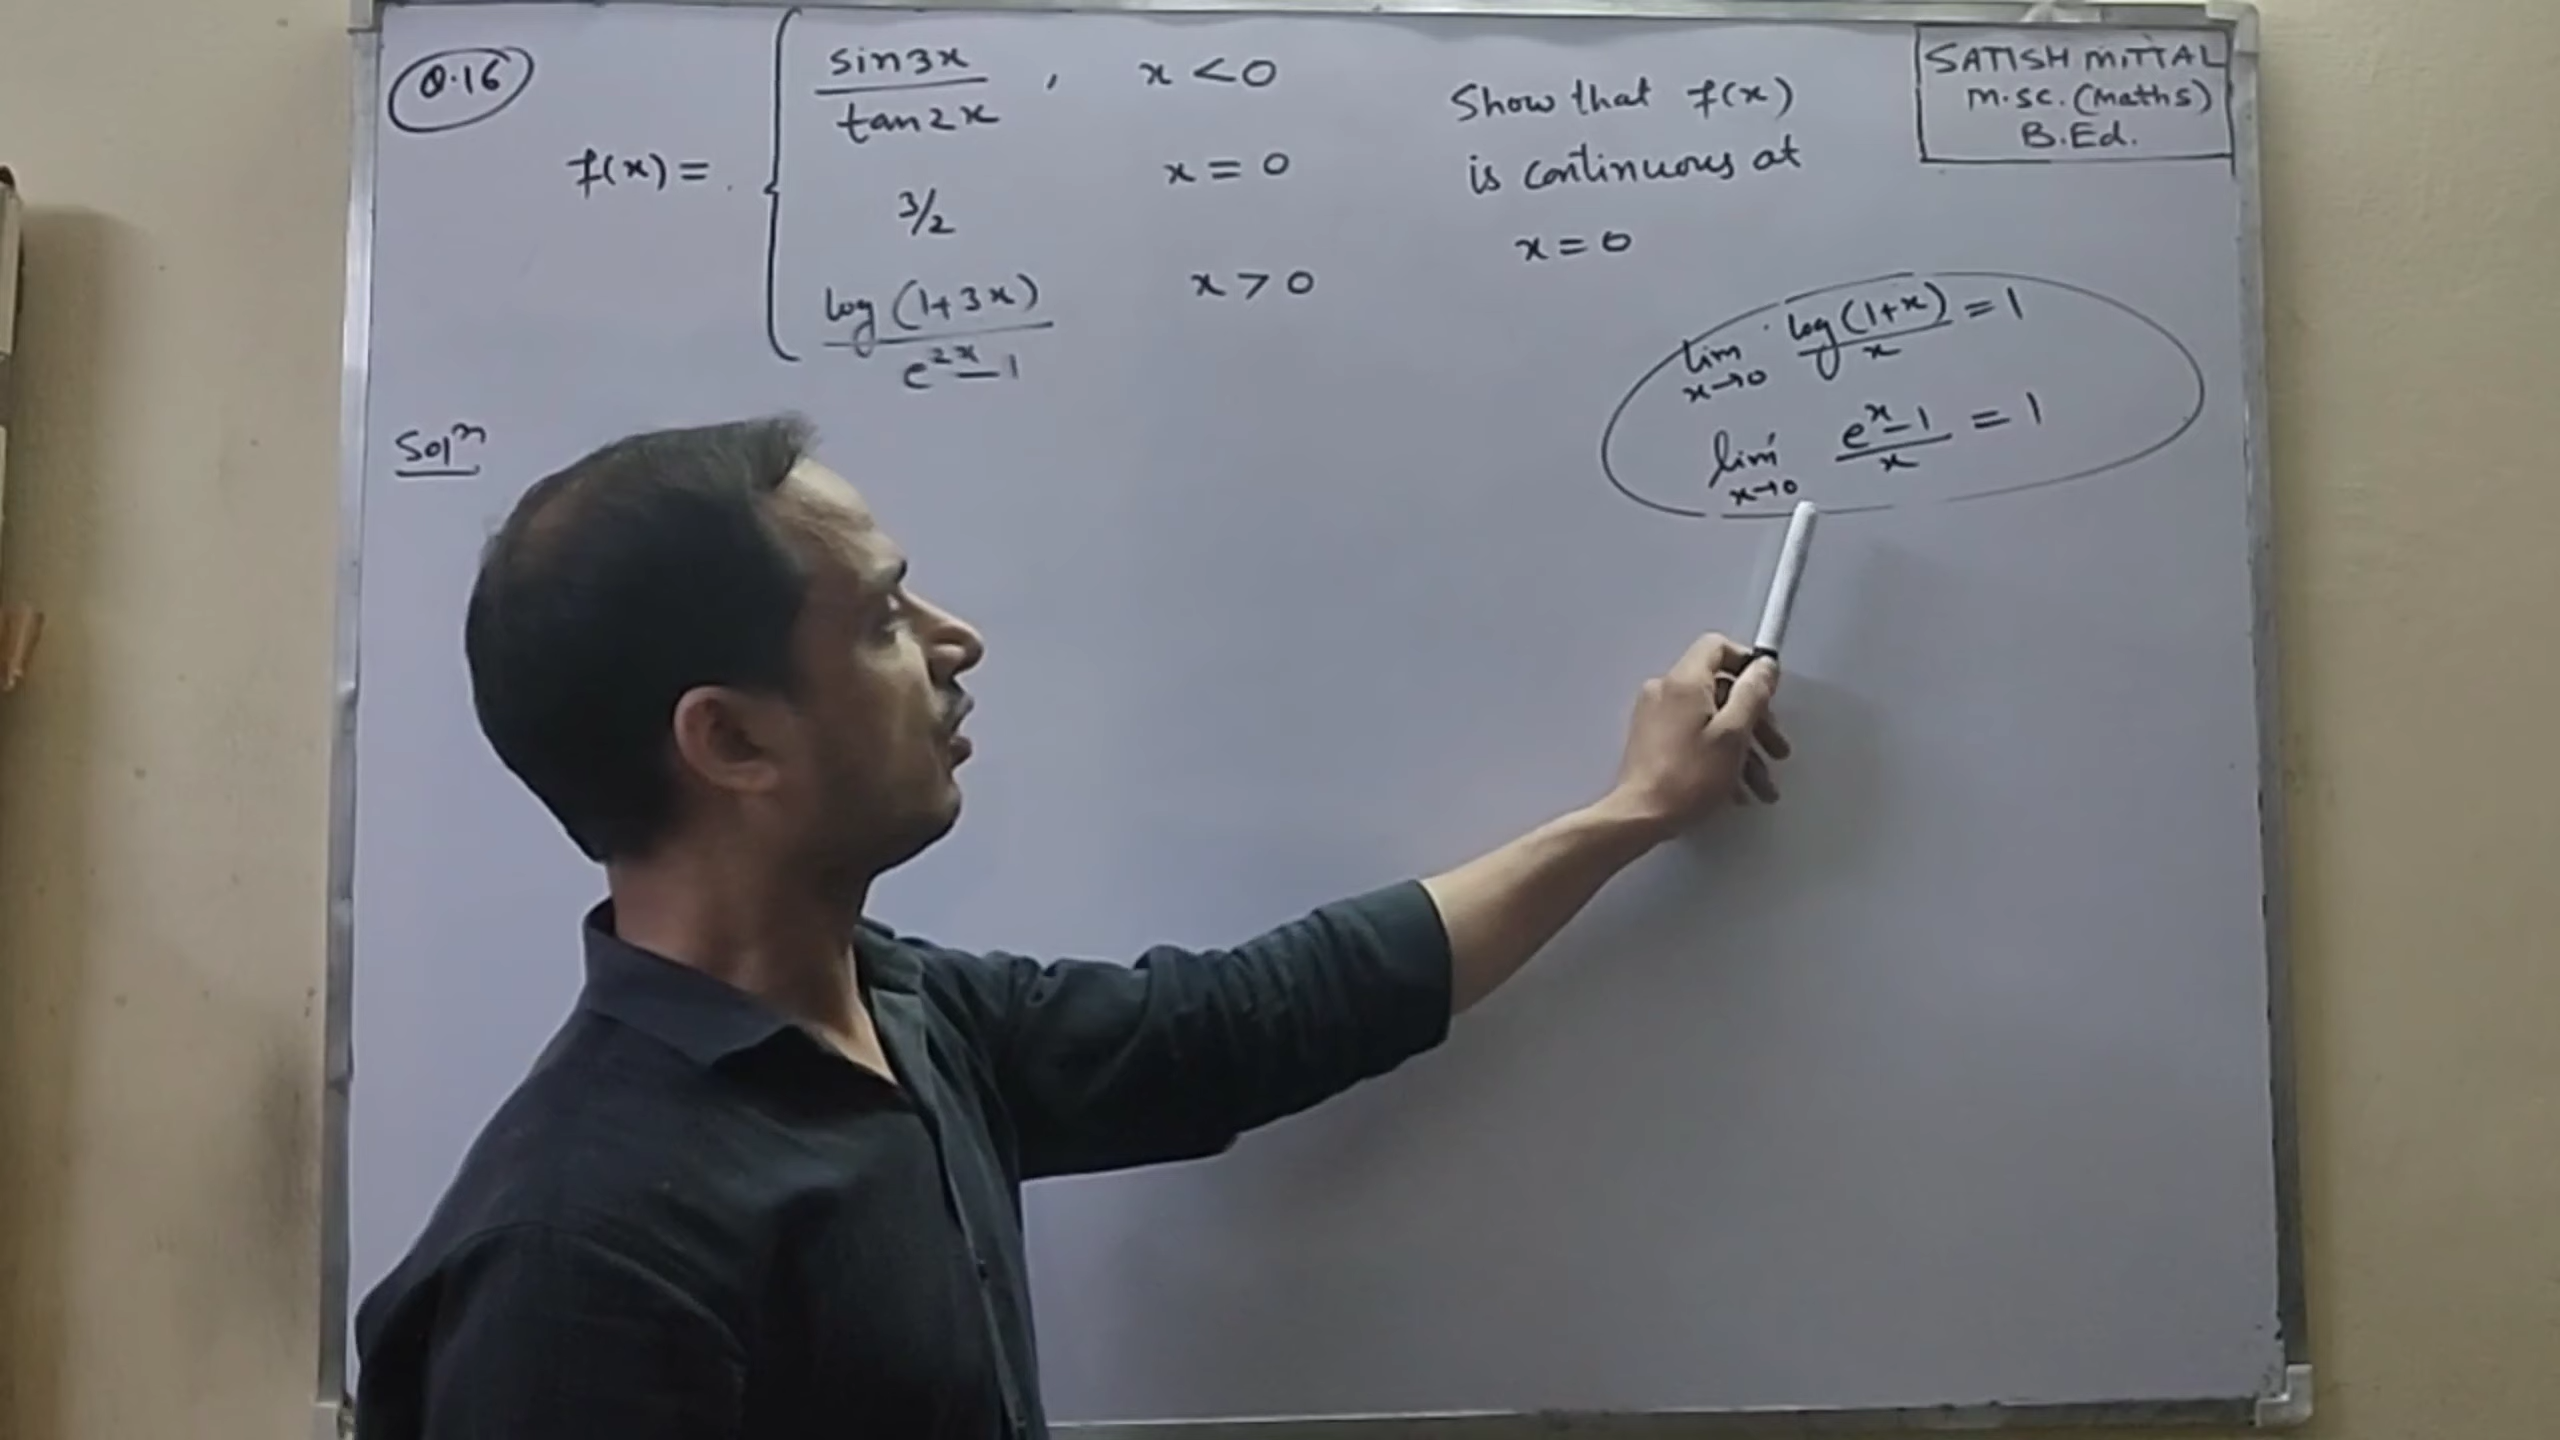 Q.16
f(x) =
sin3x / tan2x , x < 0
3/2 x = 0
log (1+3x) / e^2x - 1 x > 0
Show that f(x)
is continuous at
x = 0
SATISH MITTAL
M.SC. (Maths)
B.Ed.
lim x→0 log (1+x) / x = 1
lim x→0 e^x - 1 / x = 1
Sol^n